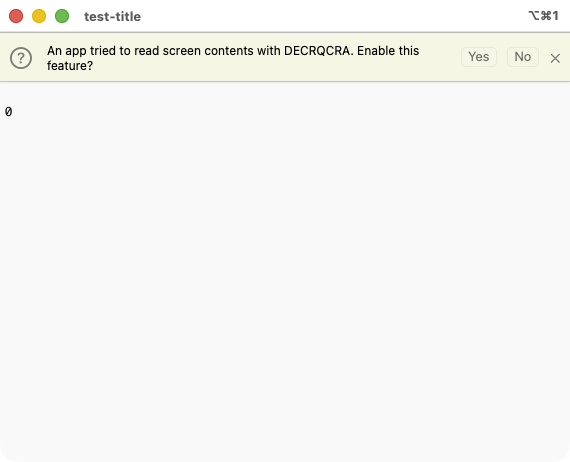 test-title ⌥⌘1
An app tried to read screen contents with DECRQCRA. Enable this
feature?
Yes No
0